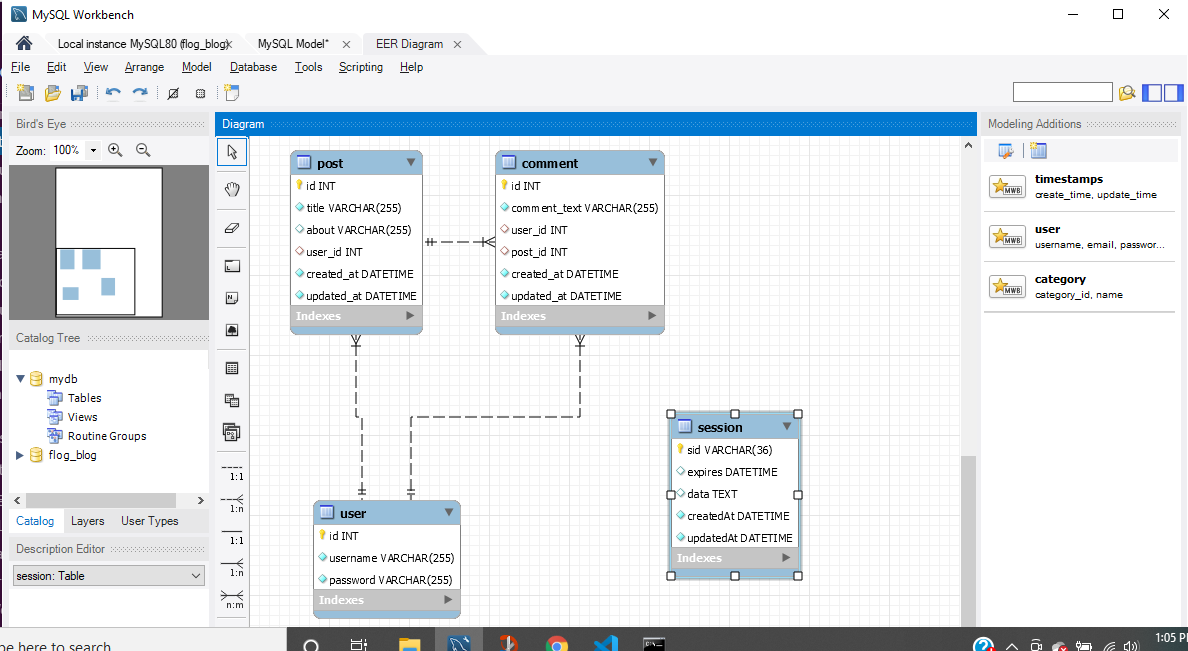 MySQL Workbench
Local instance MySQL80 (flog_blog)
MySQL Model*
EER Diagram
File Edit View Arrange Model Database Tools Scripting Help
Bird's Eye
Zoom: 100%
Diagram
Modeling Additions
post
id INT
title VARCHAR(255)
about VARCHAR(255)
user_id INT
created_at DATETIME
updated_at DATETIME
Indexes
comment
id INT
comment_text VARCHAR(255)
user_id INT
post_id INT
created_at DATETIME
updated_at DATETIME
Indexes
timestamps
create_time, update_time
user
username, email, passwor...
category
category_id, name
MWB
MWB
MWB
Catalog Tree
mydb
Tables
Views
Routine Groups
flog_blog
Catalog Layers User Types
Description Editor
session: Table
1:1
1:n
1:1
1:n
n:m
user
id INT
username VARCHAR(255)
password VARCHAR(255)
Indexes
session
sid VARCHAR(36)
expires DATETIME
data TEXT
createdAt DATETIME
updatedAt DATETIME
Indexes
pe here to search
1:05 P